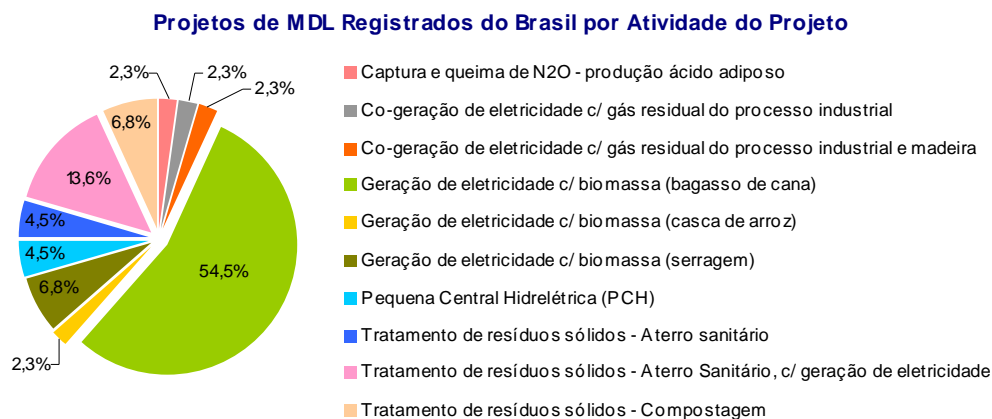 Projetos de MDL Registrados do Brasil por Atividade do Projeto
2,3%
2,3%
2,3%
6,8%
13,6%
4,5%
4,5%
6,8%
2,3%
54,5%
Captura e queima de N2O - produção ácido adiposo
Co-geração de eletricidade c/ gás residual do processo industrial
Co-geração de eletricidade c/ gás residual do processo industrial e madeira
Geração de eletricidade c/ biomassa (bagasso de cana)
Geração de eletricidade c/ biomassa (casca de arroz)
Geração de eletricidade c/ biomassa (serragem)
Pequena Central Hidrelétrica (PCH)
Tratamento de resíduos sólidos - Aterro sanitário
Tratamento de resíduos sólidos - Aterro Sanitário, c/ geração de eletricidade
Tratamento de resíduos sólidos - Compostagem